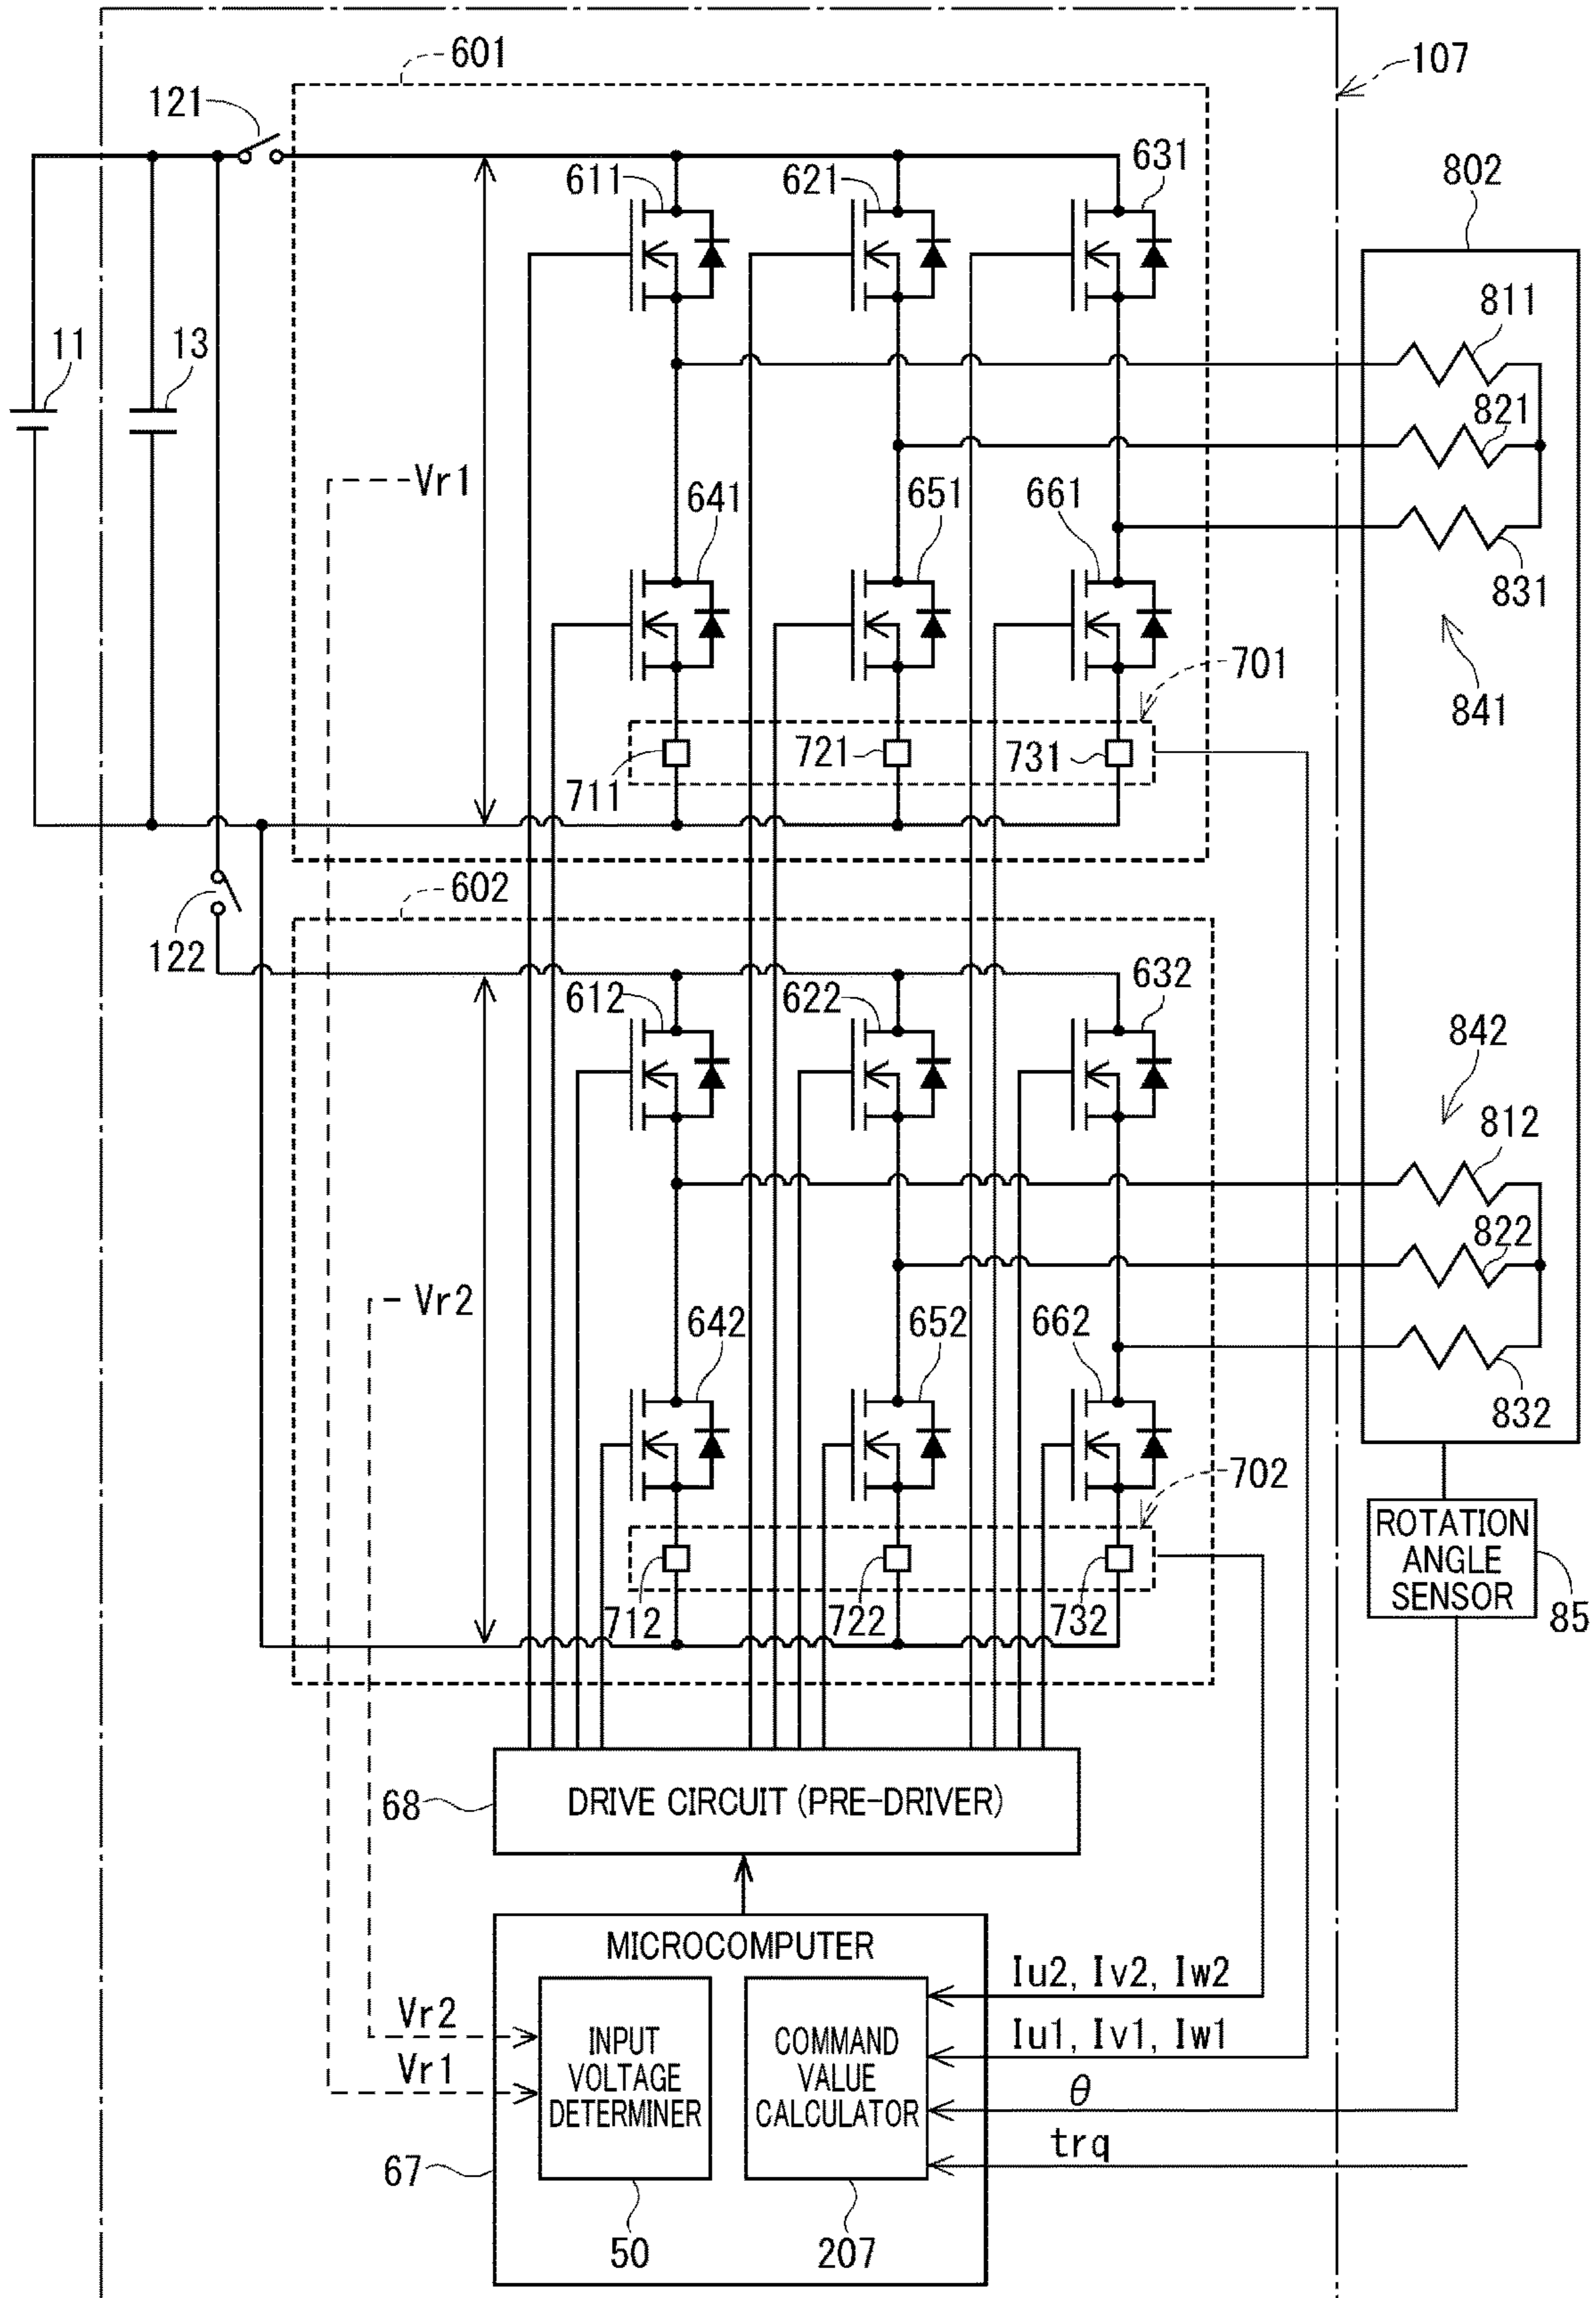 601
107
121
611
621
631
802
11
13
811
821
831
Vr1
641
651
661
701
841
711
721
731
602
122
612
622
632
842
812
822
832
Vr2
642
652
662
702
712
722
732
ROTATION
ANGLE
SENSOR
85
68
DRIVE CIRCUIT (PRE-DRIVER)
MICROCOMPUTER
Iu2, Iv2, Iw2
Vr2
INPUT
VOLTAGE
DETERMINER
COMMAND
VALUE
CALCULATOR
Iu1, Iv1, Iw1
Vr1
θ
trq
67
50
207